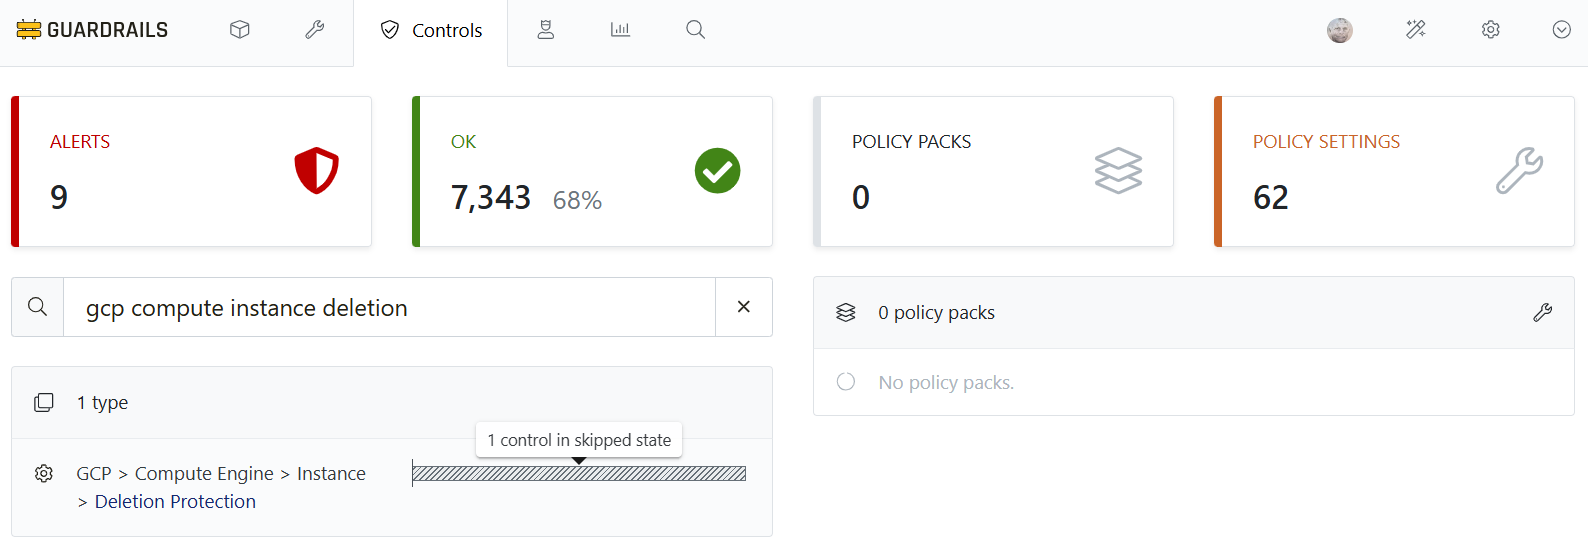 GUARDRAILS
Controls
ALERTS
9
OK
7,343 68%
POLICY PACKS
0
POLICY SETTINGS
62
gcp compute instance deletion
1 type
1 control in skipped state
GCP > Compute Engine > Instance
> Deletion Protection
0 policy packs
No policy packs.